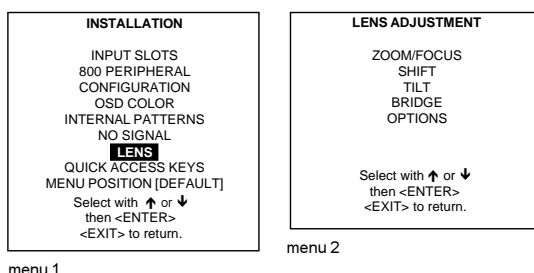 INSTALLATION
INPUT SLOTS
800 PERIPHERAL
CONFIGURATION
OSD COLOR
INTERNAL PATTERNS
NO SIGNAL
LENS
QUICK ACCESS KEYS
MENU POSITION [DEFAULT]
Select with ↑ or ↓
then <ENTER>
<EXIT> to return.
menu 1
LENS ADJUSTMENT
ZOOM/FOCUS
SHIFT
TILT
BRIDGE
OPTIONS
Select with ↑ or ↓
then <ENTER>
<EXIT> to return.
menu 2